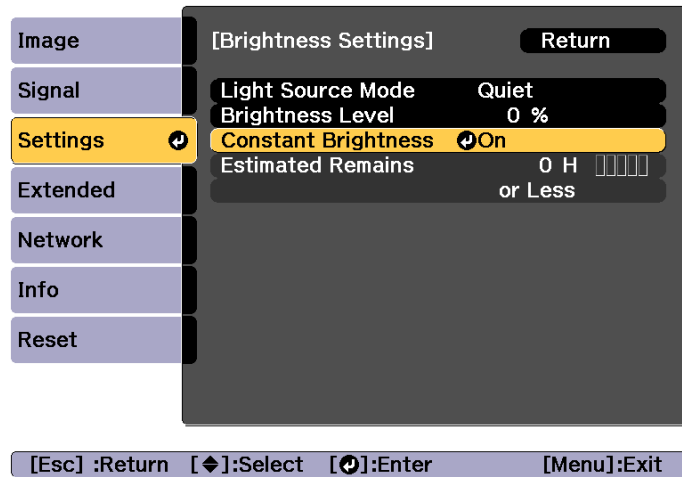 Image
Signal
Settings
Extended
Network
Info
Reset
[Brightness Settings] Return
Light Source Mode Quiet
Brightness Level 0 %
Constant Brightness On
Estimated Remains 0 H
or Less
[Esc] :Return [◆]:Select [↵]:Enter [Menu]:Exit